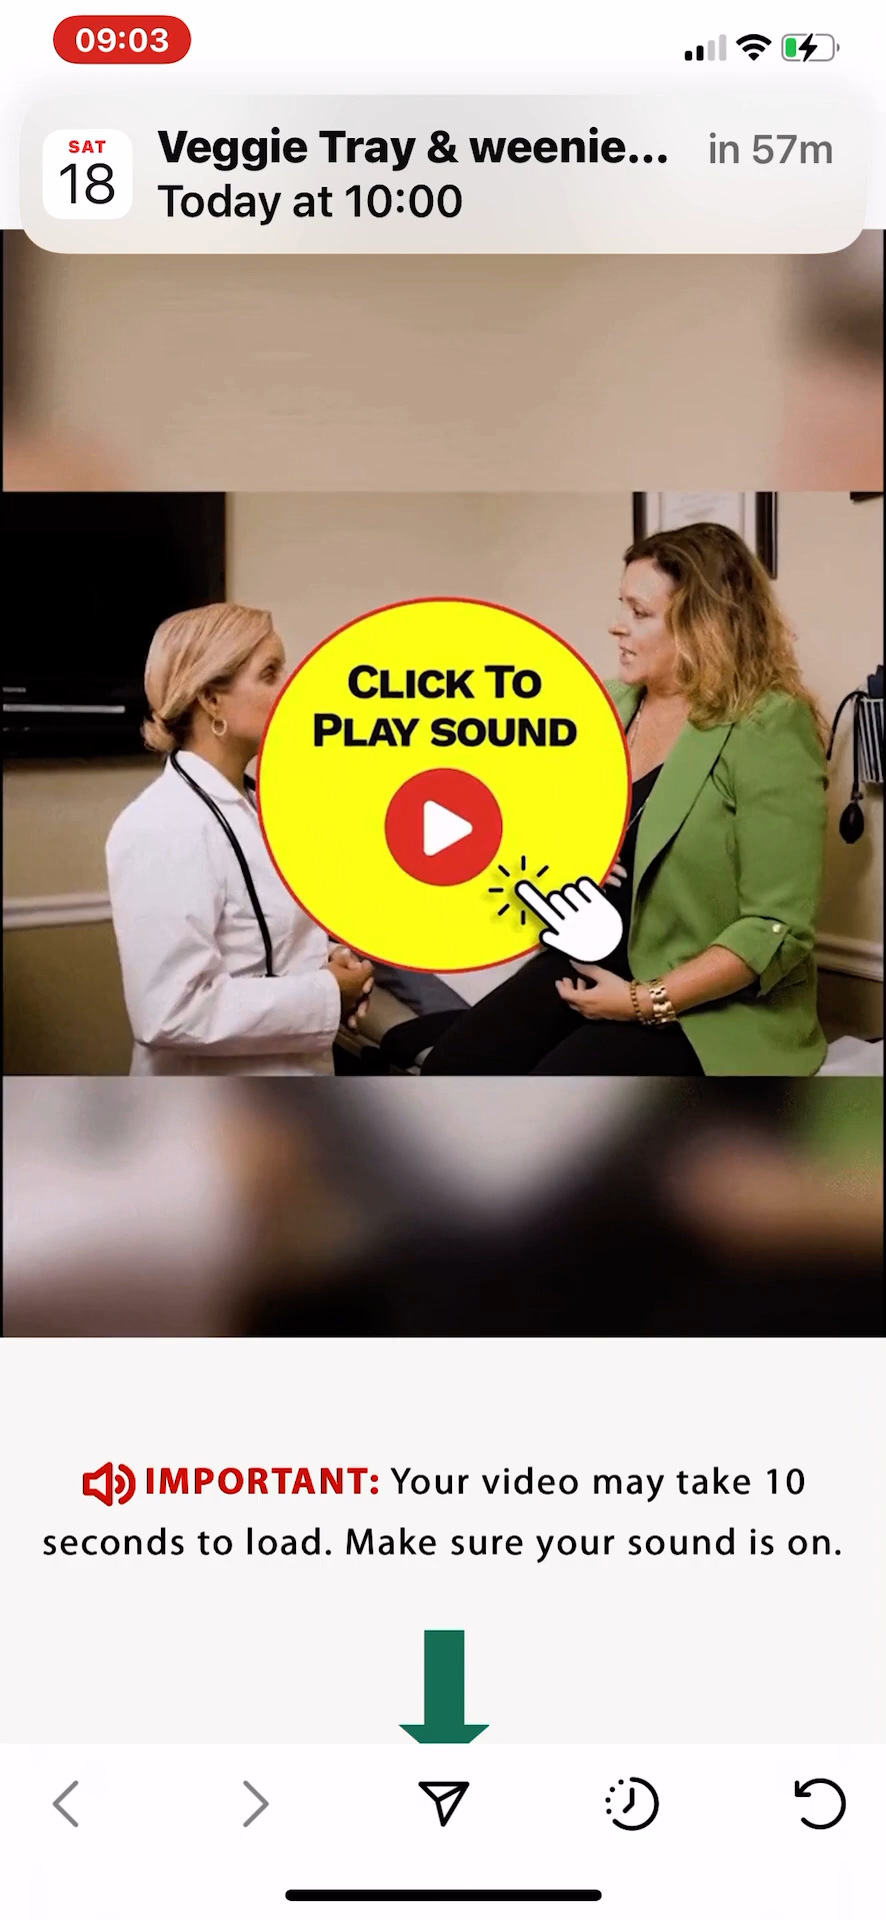 09:03
SAT
18
Veggie Tray & weenie...
in 57m
Today at 10:00
CLICK TO
PLAY SOUND
IMPORTANT: Your video may take 10
seconds to load. Make sure your sound is on.